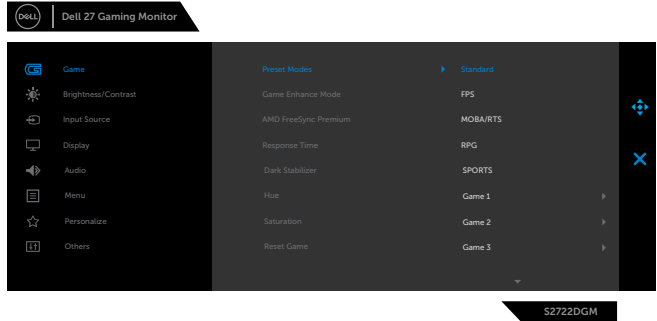 DELL
Dell 27 Gaming Monitor
Game
Brightness/Contrast
Input Source
Display
Audio
Menu
Personalize
Others
Preset Modes
Game Enhance Mode
AMD FreeSync Premium
Response Time
Dark Stabilizer
Hue
Saturation
Reset Game
Standard
FPS
MOBA/RTS
RPG
SPORTS
Game 1
Game 2
Game 3
S2722DGM